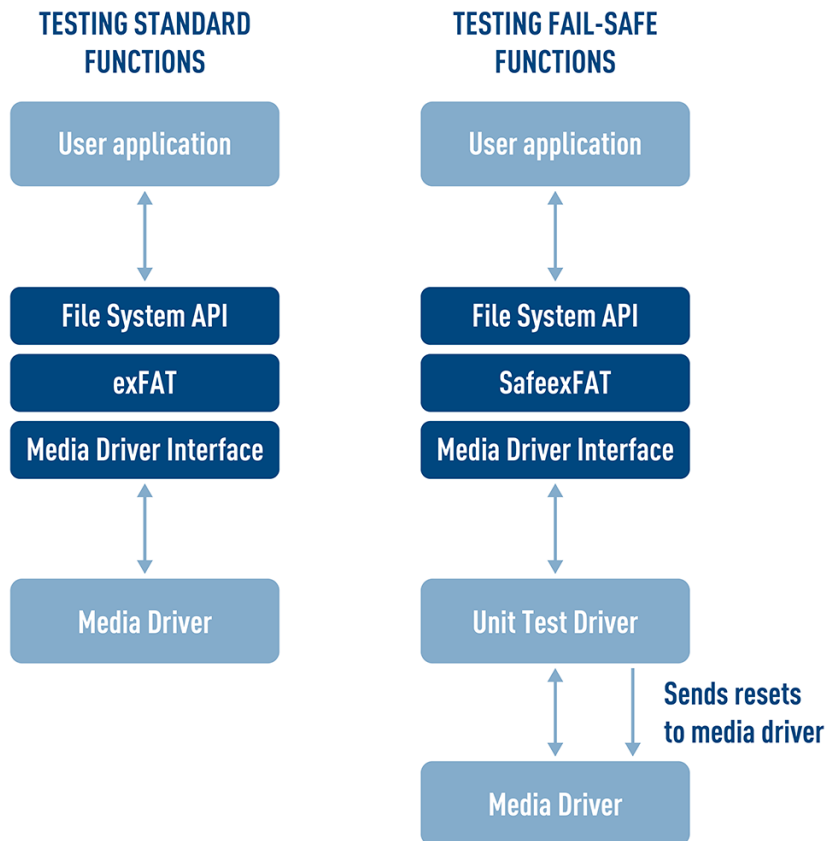 TESTING STANDARD
FUNCTIONS
User application
File System API
exFAT
Media Driver Interface
Media Driver
TESTING FAIL-SAFE
FUNCTIONS
User application
File System API
SafeexFAT
Media Driver Interface
Unit Test Driver
Sends resets
to media driver
Media Driver